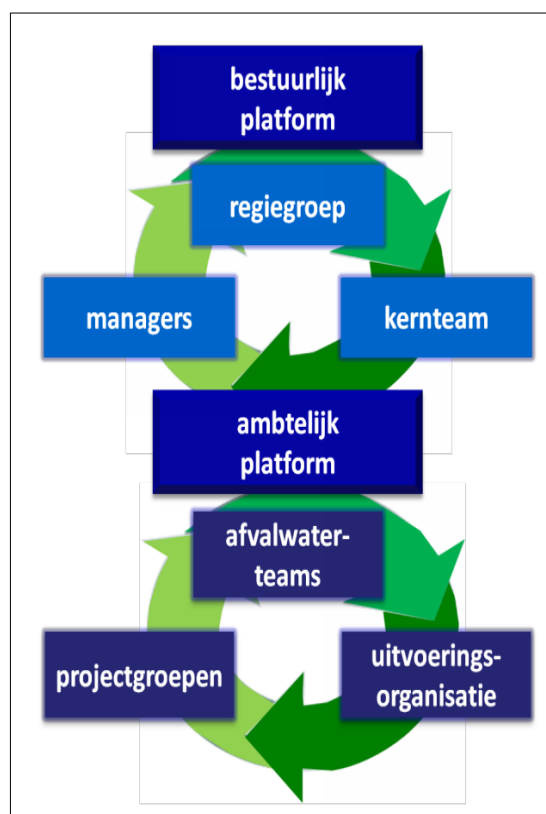 bestuurlijk
platform
regiegroep
managers
kernteam
ambtelijk
platform
afvalwater-
teams
projectgroepen
uitvoerings-
organisatie